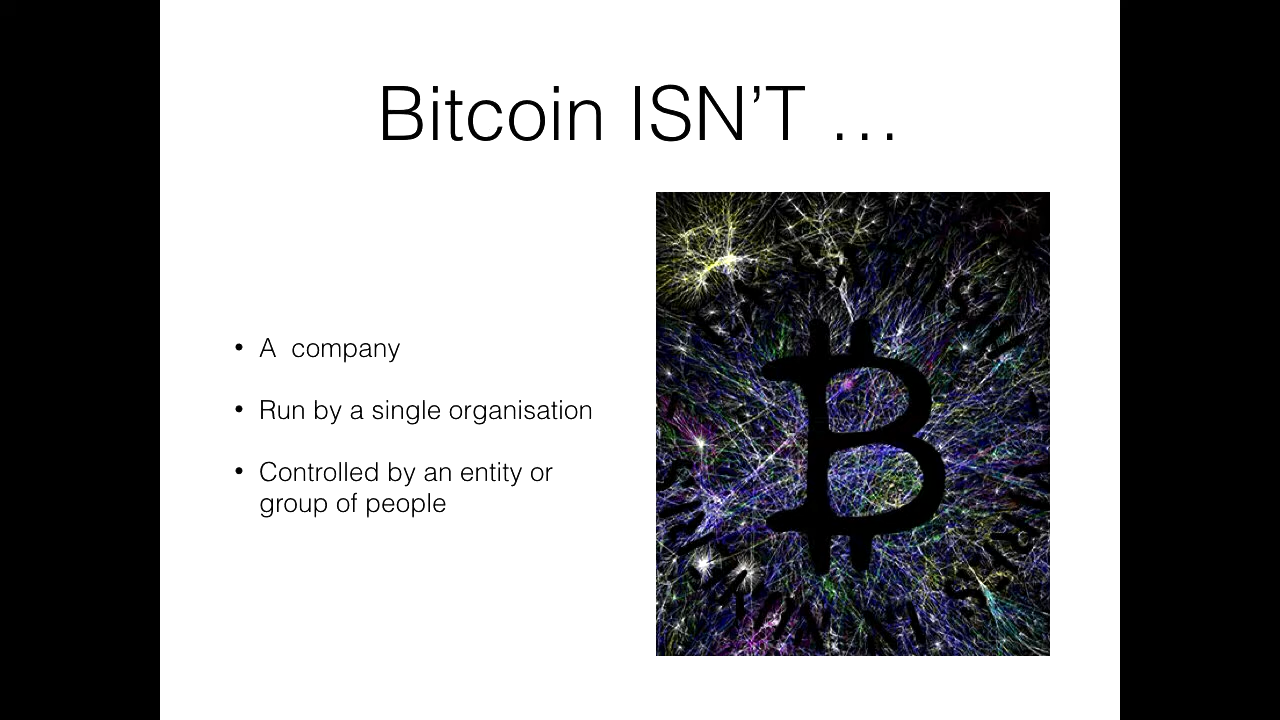 Bitcoin ISN’T …
• A  company
• Run by a single organisation
• Controlled by an entity or
group of people